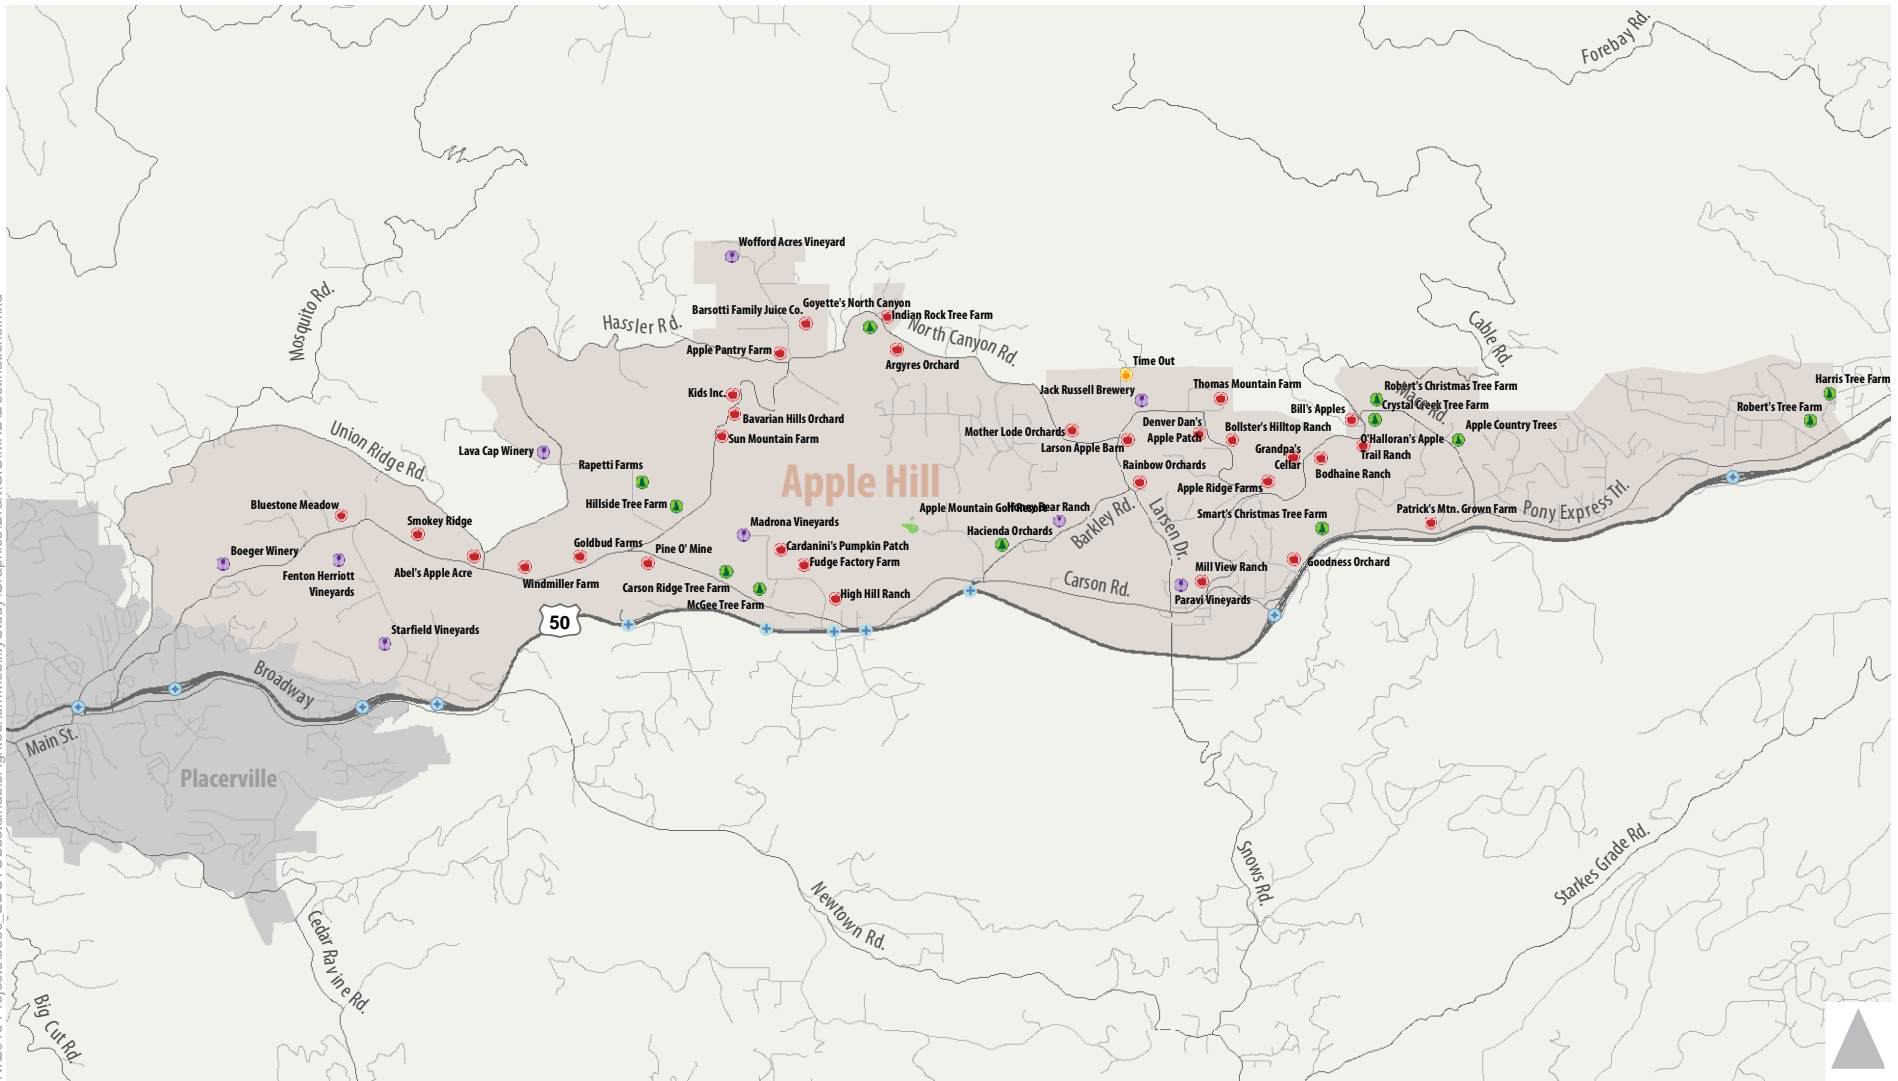 Forebay Rd.
Wofford Acres Vineyard
Mosquito Rd.
Goyette's North Canyon
Barsotti Family Juice Co.
Indian Rock Tree Farm
Hassler Rd.
North Canyon Rd.
Cable Rd.
Apple Pantry Farm
Argyres Orchard
Time Out
Jack Russell Brewery
Thomas Mountain Farm
Robert's Christmas Tree Farm
Harris Tree Farm
Kids Inc.
Mace Rd.
Crystal Creek Tree Farm
Robert's Tree Farm
Bill's Apples
Bavarian Hills Orchard
Denver Dan's
Apple Patch
Bollster's Hilltop Ranch
Apple Country Trees
Mother Lode Orchards
Sun Mountain Farm
Larson Apple Barn
O'Halloran's Apple
Trail Ranch
Union Ridge Rd.
Lava Cap Winery
Grandpa's
Cellar
Rapetti Farms
Rainbow Orchards
Bodhaine Ranch
Apple Hill
Apple Ridge Farms
Bluestone Meadow
Hillside Tree Farm
Apple Mountain Golf Resort
Honey Bear Ranch
Barkley Rd.
Larsen Dr.
Smart's Christmas Tree Farm
Patrick's Mtn. Grown Farm
Pony Express Trl.
Smokey Ridge
Madrona Vineyards
Hacienda Orchards
Boeger Winery
Goldbud Farms
Pine O' Mine
Cardanini's Pumpkin Patch
Fudge Factory Farm
Goodness Orchard
Fenton Herriott
Vineyards
Abel's Apple Acre
Windmiller Farm
Carson Ridge Tree Farm
McGee Tree Farm
High Hill Ranch
Carson Rd.
Mill View Ranch
Paravi Vineyards
50
Starfield Vineyards
Broadway
Main St.
Placerville
Snows Rd.
Starkes Grade Rd.
Newtown Rd.
Cedar Ravine Rd.
Big Cut Rd.